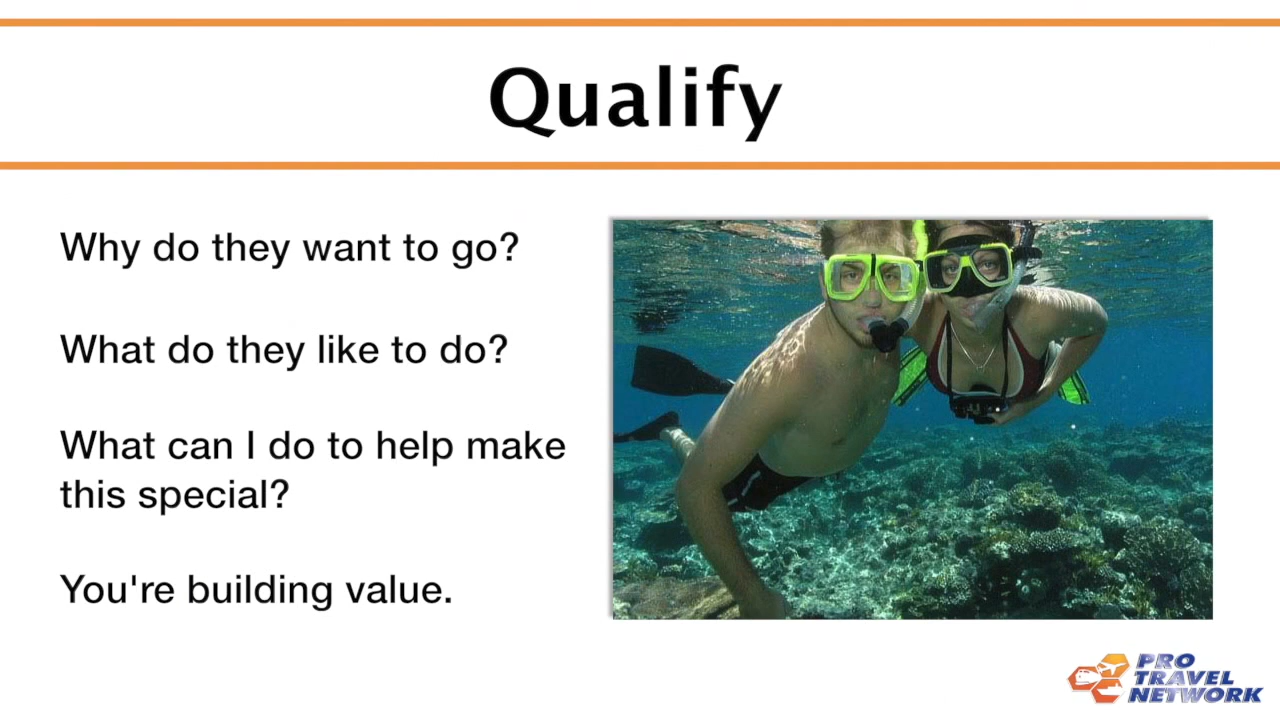 Qualify
Why do they want to go?
What do they like to do?
What can I do to help make
this special?
You're building value.
PRO
TRAVEL
NETWORK